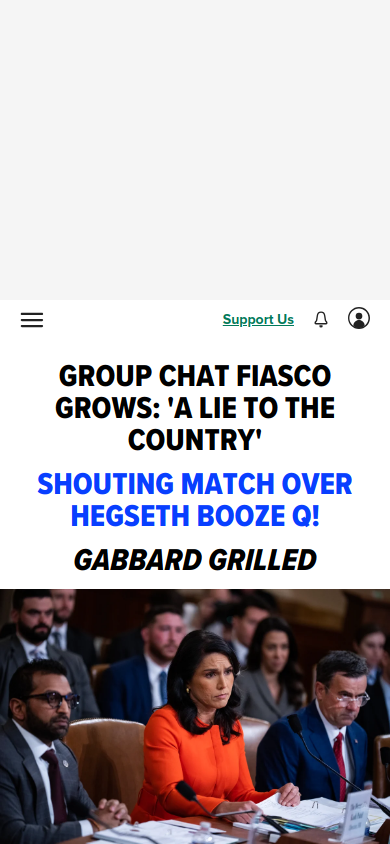 Support Us
GROUP CHAT FIASCO
GROWS: 'A LIE TO THE
COUNTRY'
SHOUTING MATCH OVER
HEGSETH BOOZE Q!
GABBARD GRILLED